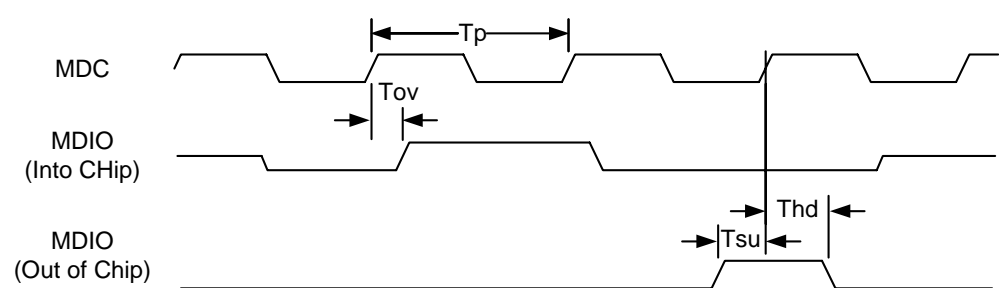 Tp
MDC
Tov
MDIO
(Into CHip)
Thd
Tsu
MDIO
(Out of Chip)